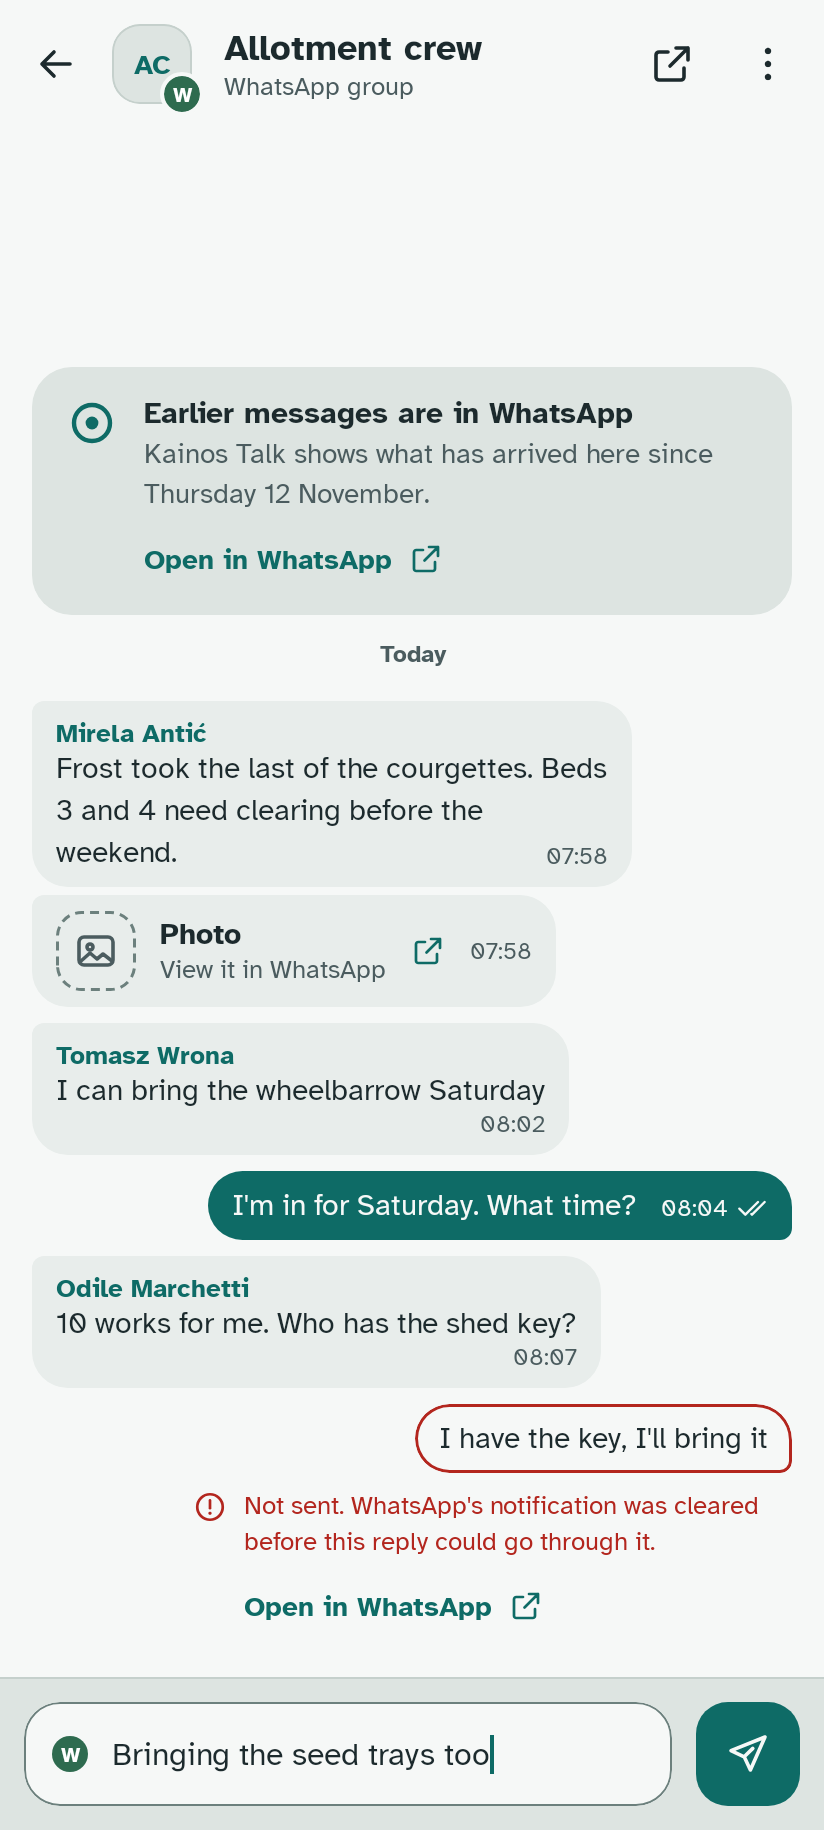 AC
W
Allotment crew
WhatsApp group
Earlier messages are in WhatsApp
Kainos Talk shows what has arrived here since
Thursday 12 November.
Open in WhatsApp
Today
Mirela Antić
Frost took the last of the courgettes. Beds
3 and 4 need clearing before the
weekend.
07:58
Photo
View it in WhatsApp
07:58
Tomasz Wrona
I can bring the wheelbarrow Saturday
08:02
I'm in for Saturday. What time?
08:04
Odile Marchetti
10 works for me. Who has the shed key?
08:07
I have the key, I'll bring it
Not sent. WhatsApp's notification was cleared
before this reply could go through it.
Open in WhatsApp
W
Bringing the seed trays too